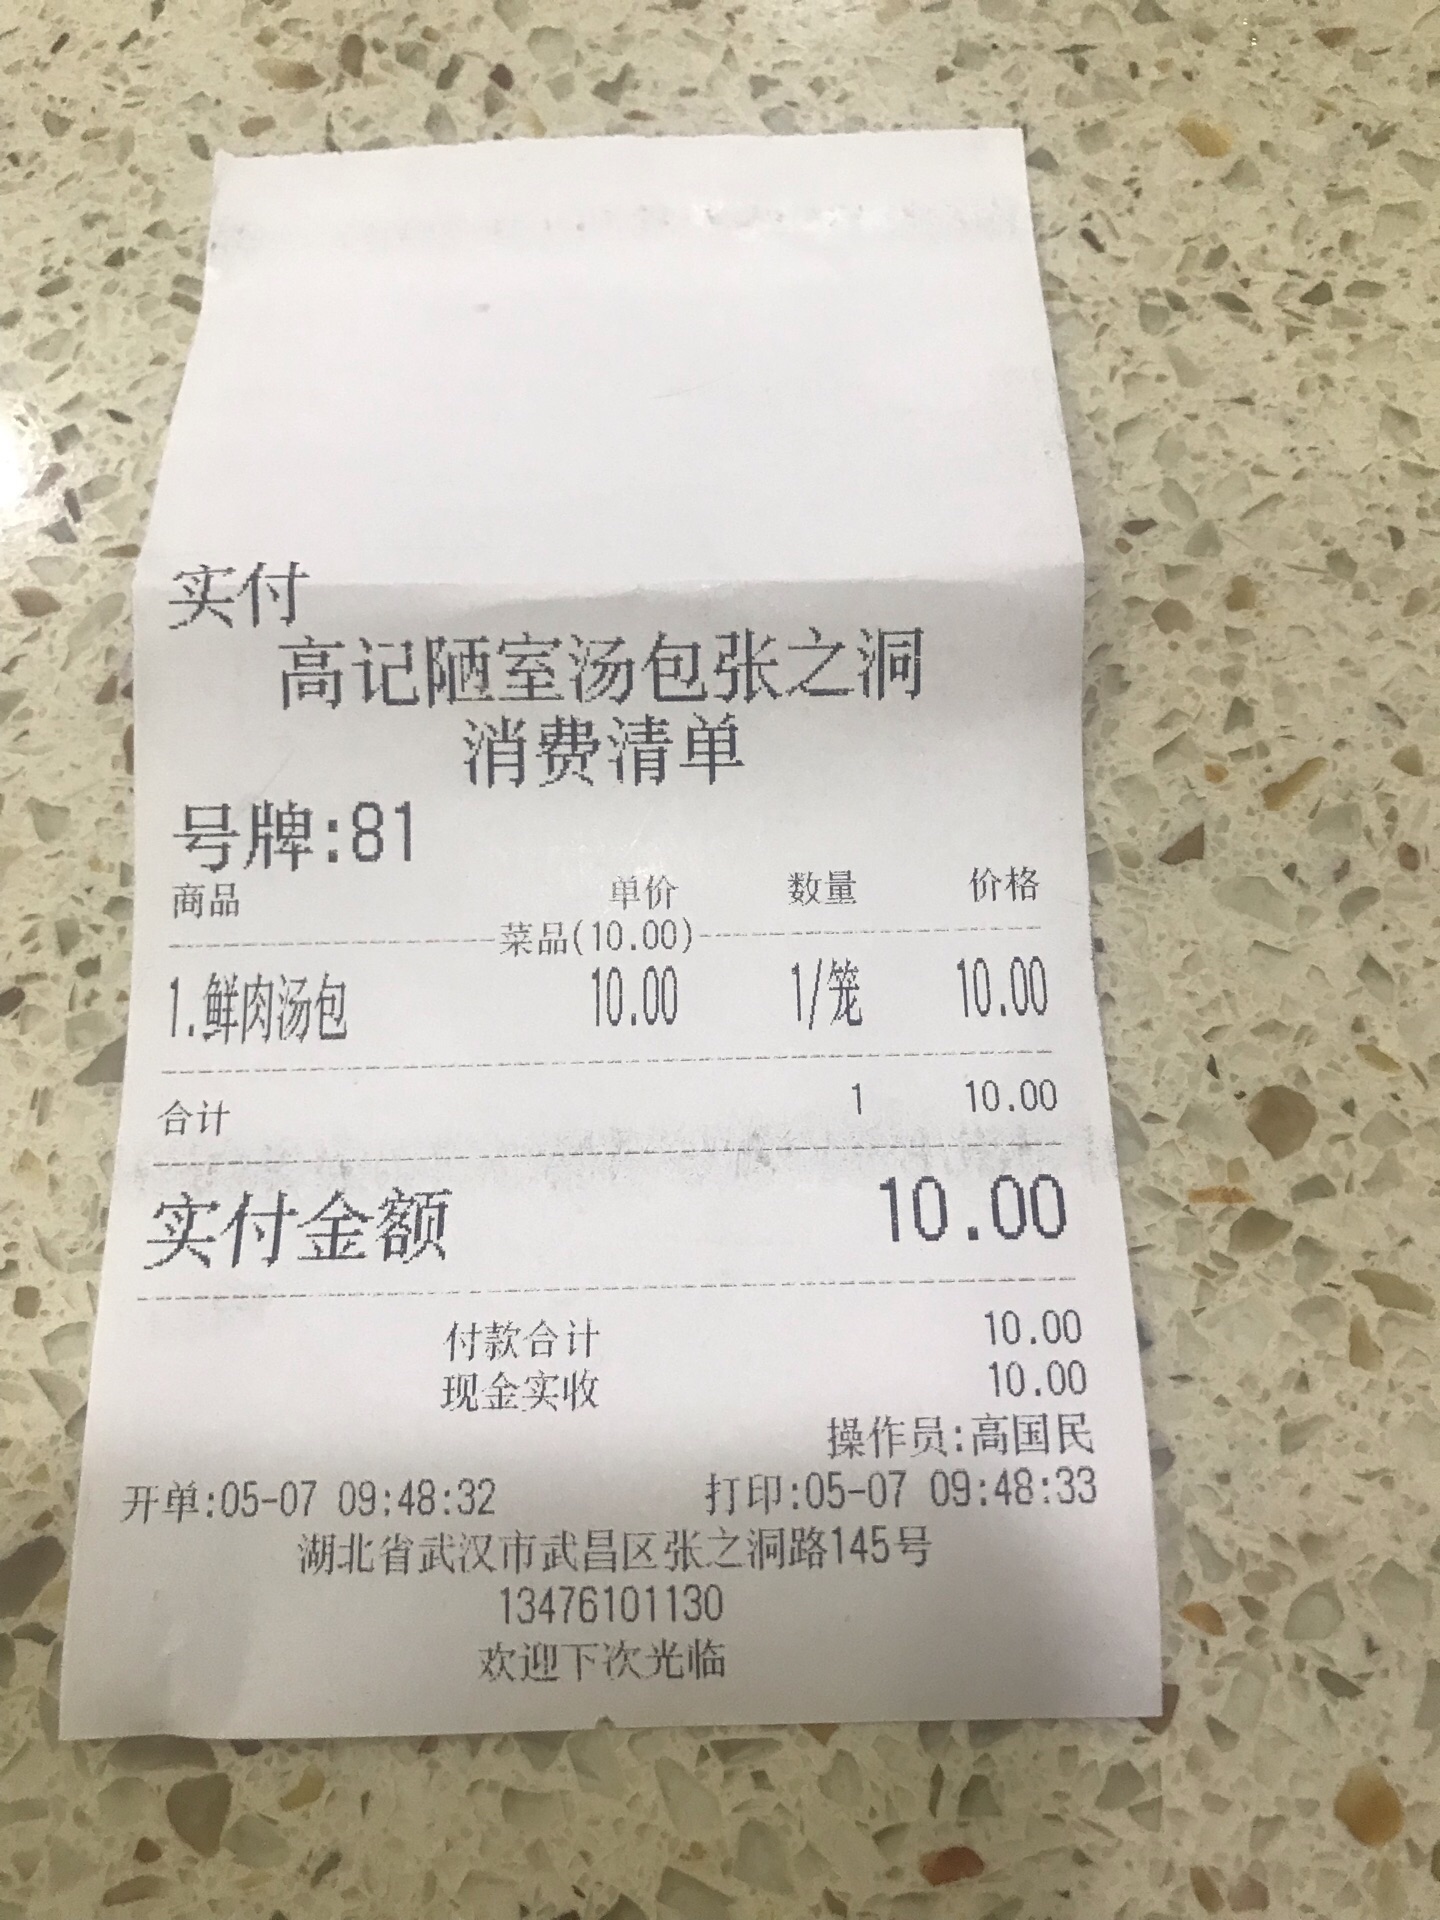 实付
高记陋室汤包张之洞
消费清单
号牌:81
商品 单价 数量 价格
菜品(10.00)
1.鲜肉汤包 10.00 1/笼 10.00
合计 1 10.00
实付金额 10.00
付款合计 10.00
现金实收 10.00
操作员:高国民
开单:05-07 09:48:32 打印:05-07 09:48:33
湖北省武汉市武昌区张之洞路145号
13476101130
欢迎下次光临